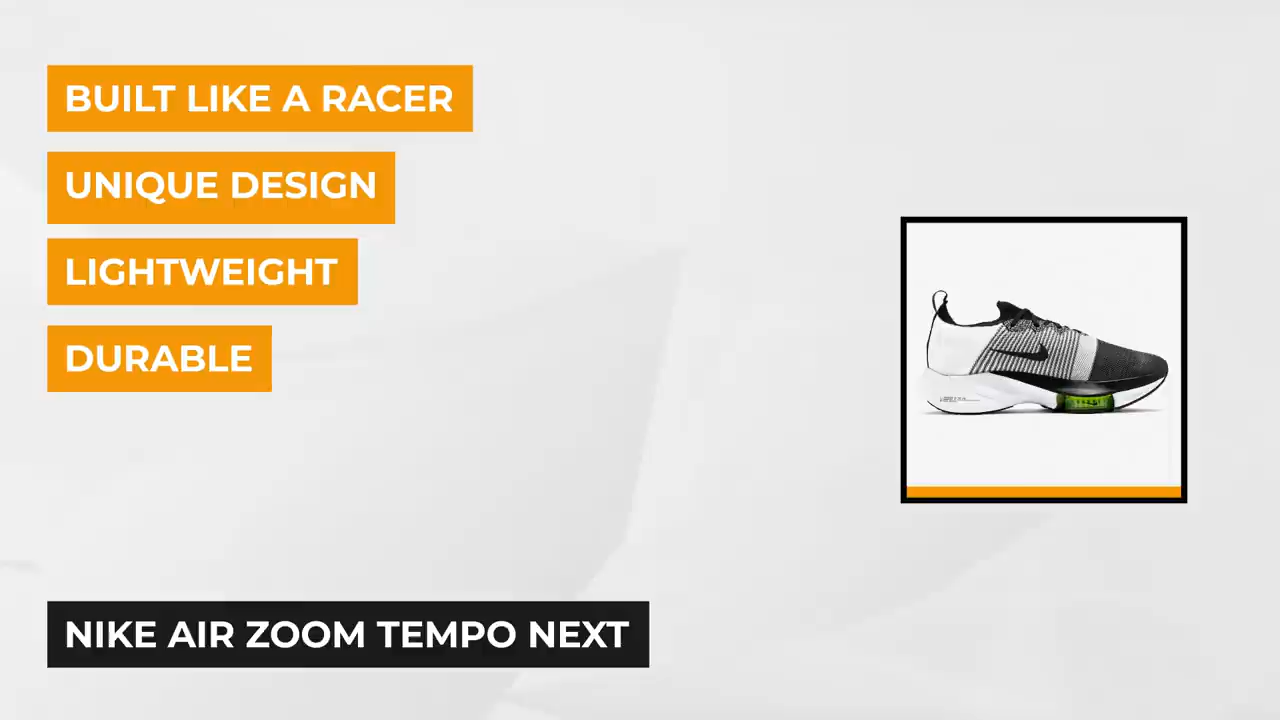 BUILT LIKE A RACER
UNIQUE DESIGN
LIGHTWEIGHT
DURABLE
NIKE AIR ZOOM TEMPO NEXT